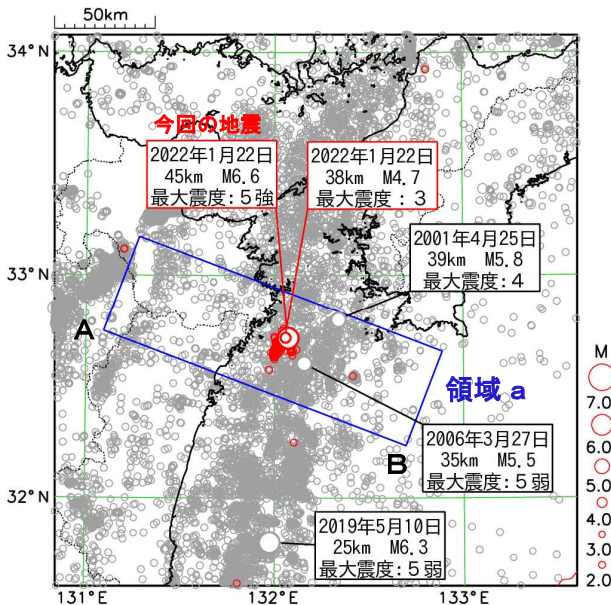 50km
34°N
今回の地震
2022年1月22日
45km M6.6
最大震度:5強
2022年1月22日
38km M4.7
最大震度:3
2001年4月25日
39km M5.8
最大震度:4
33°N
A
領域 a
M
7.0
6.0
5.0
4.0
3.0
2.0
B
2006年3月27日
35km M5.5
最大震度:5弱
32°N
2019年5月10日
25km M6.3
最大震度:5弱
131°E
132°E
133°E